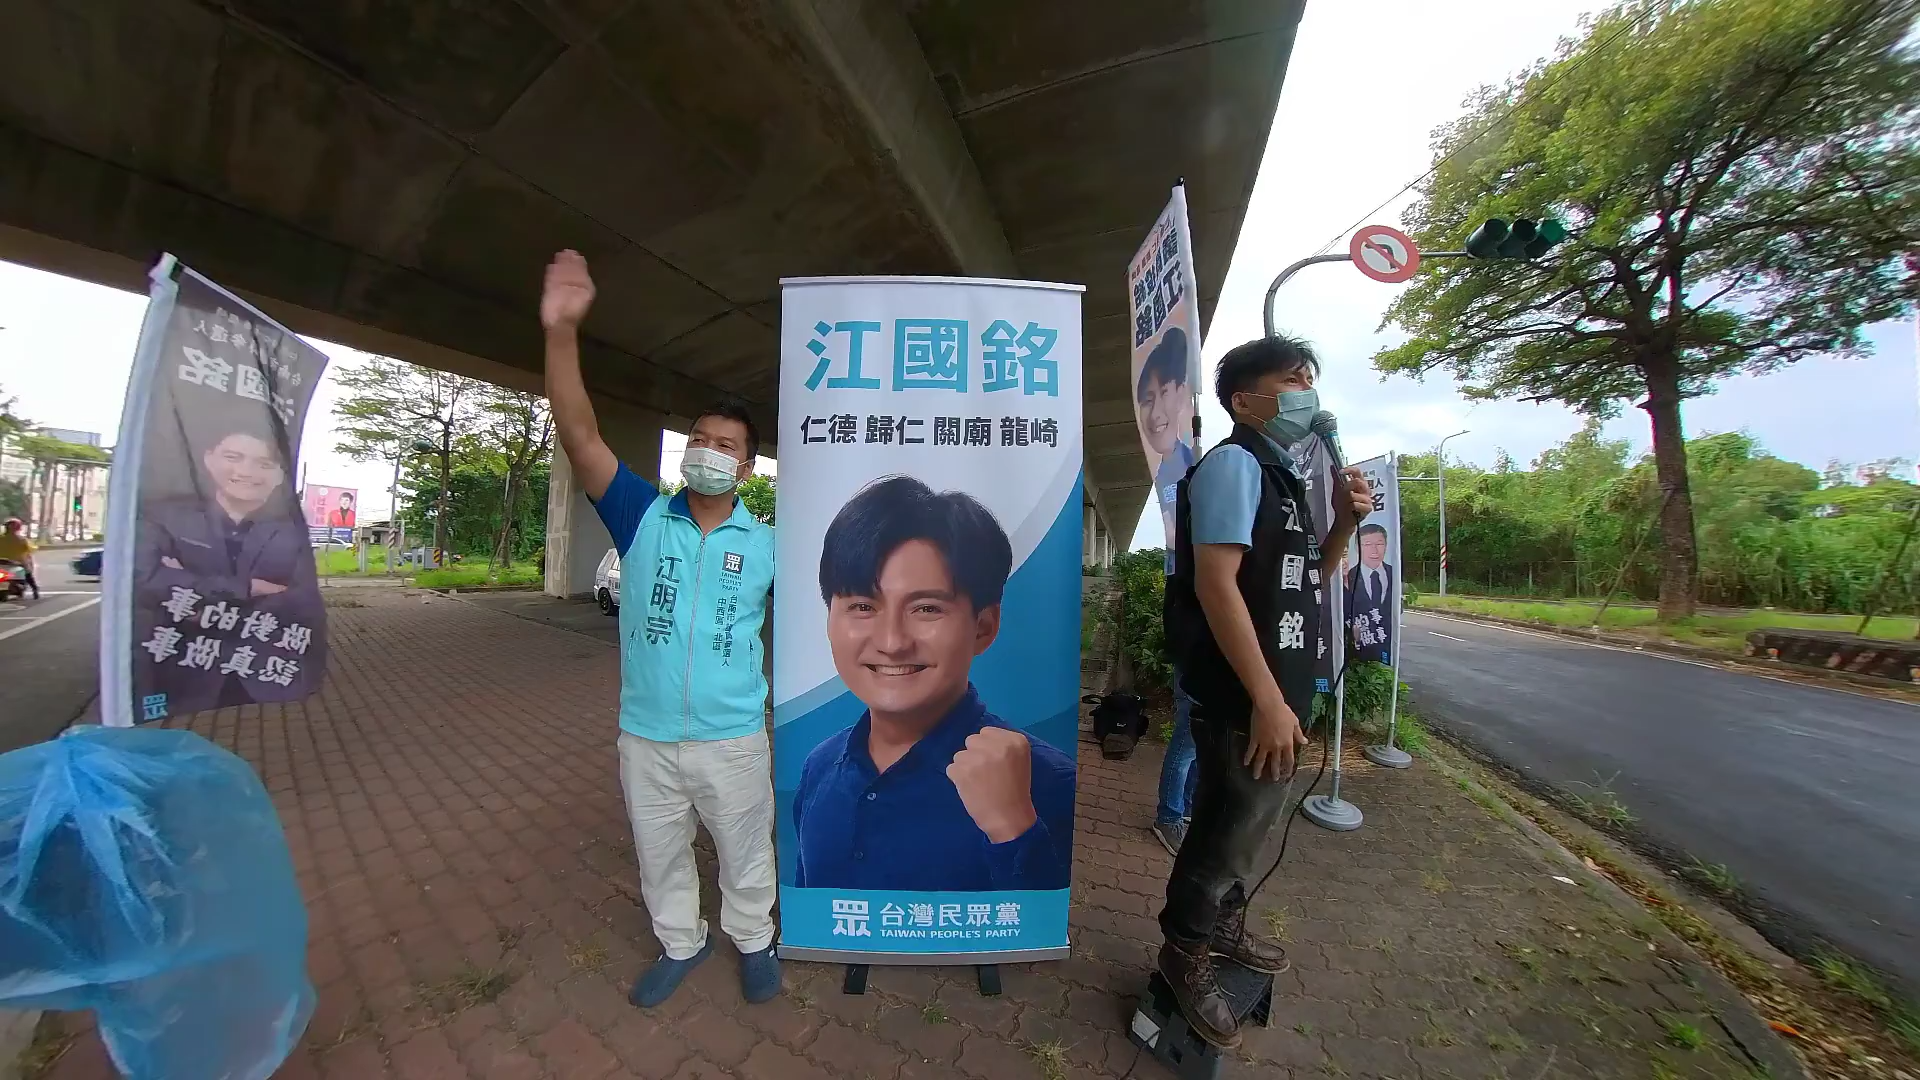 江國銘
仁德 歸仁 關廟 龍崎
眾 台灣民眾黨
TAIWAN PEOPLE'S PARTY
江明宗
眾
TAIWAN
PEOPLE'S
PARTY
台南市議員參選人
中西區·北區
江國銘
國銘
做對的事
認真做事
眾
江國銘